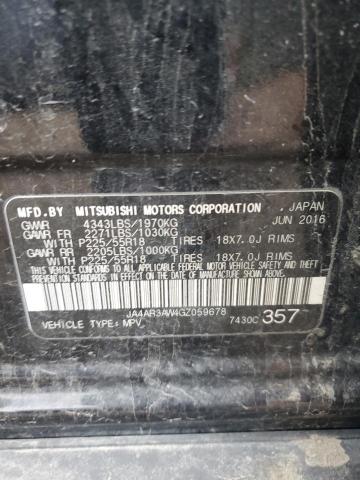 MFD.BY MITSUBISHI MOTORS CORPORATION JAPAN
GVWR 4343LBS/1970KG JUN 2016
GAWR FR 2271LBS/1030KG
WITH P225/55R18 TIRES 18X7.0J RIMS
GAWR RR 2205LBS/1000KG
WITH P225/55R18 TIRES 18X7.0J RIMS
THIS VEHICLE CONFORMS TO ALL APPLICABLE
FEDERAL MOTOR VEHICLE SAFETY BUMPER AND THEFT
PREVENTION STANDARDS IN EFFECT ON THE DATE OF
MANUFACTURE SHOWN ABOVE.
JA4AR3AW4GZ059678
VEHICLE TYPE: MPV 7430C 357